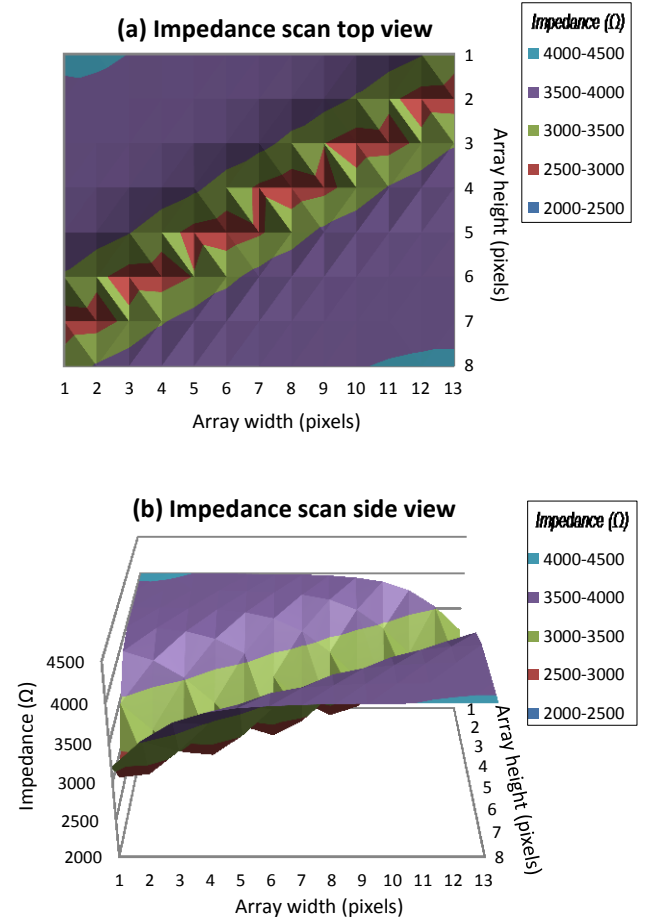 (a) Impedance scan top view
Impedance (Ω)
4000-4500
3500-4000
3000-3500
2500-3000
2000-2500
1
2
3
4
5
6
7
8
Array height (pixels)
1 2 3 4 5 6 7 8 9 10 11 12 13
Array width (pixels)
(b) Impedance scan side view
Impedance (Ω)
4000-4500
3500-4000
3000-3500
2500-3000
2000-2500
4500
4000
3500
3000
2500
2000
Impedance (Ω)
1
2
3
4
5
6
7
8
Array height (pixels)
1 2 3 4 5 6 7 8 9 10 11 12 13
Array width (pixels)